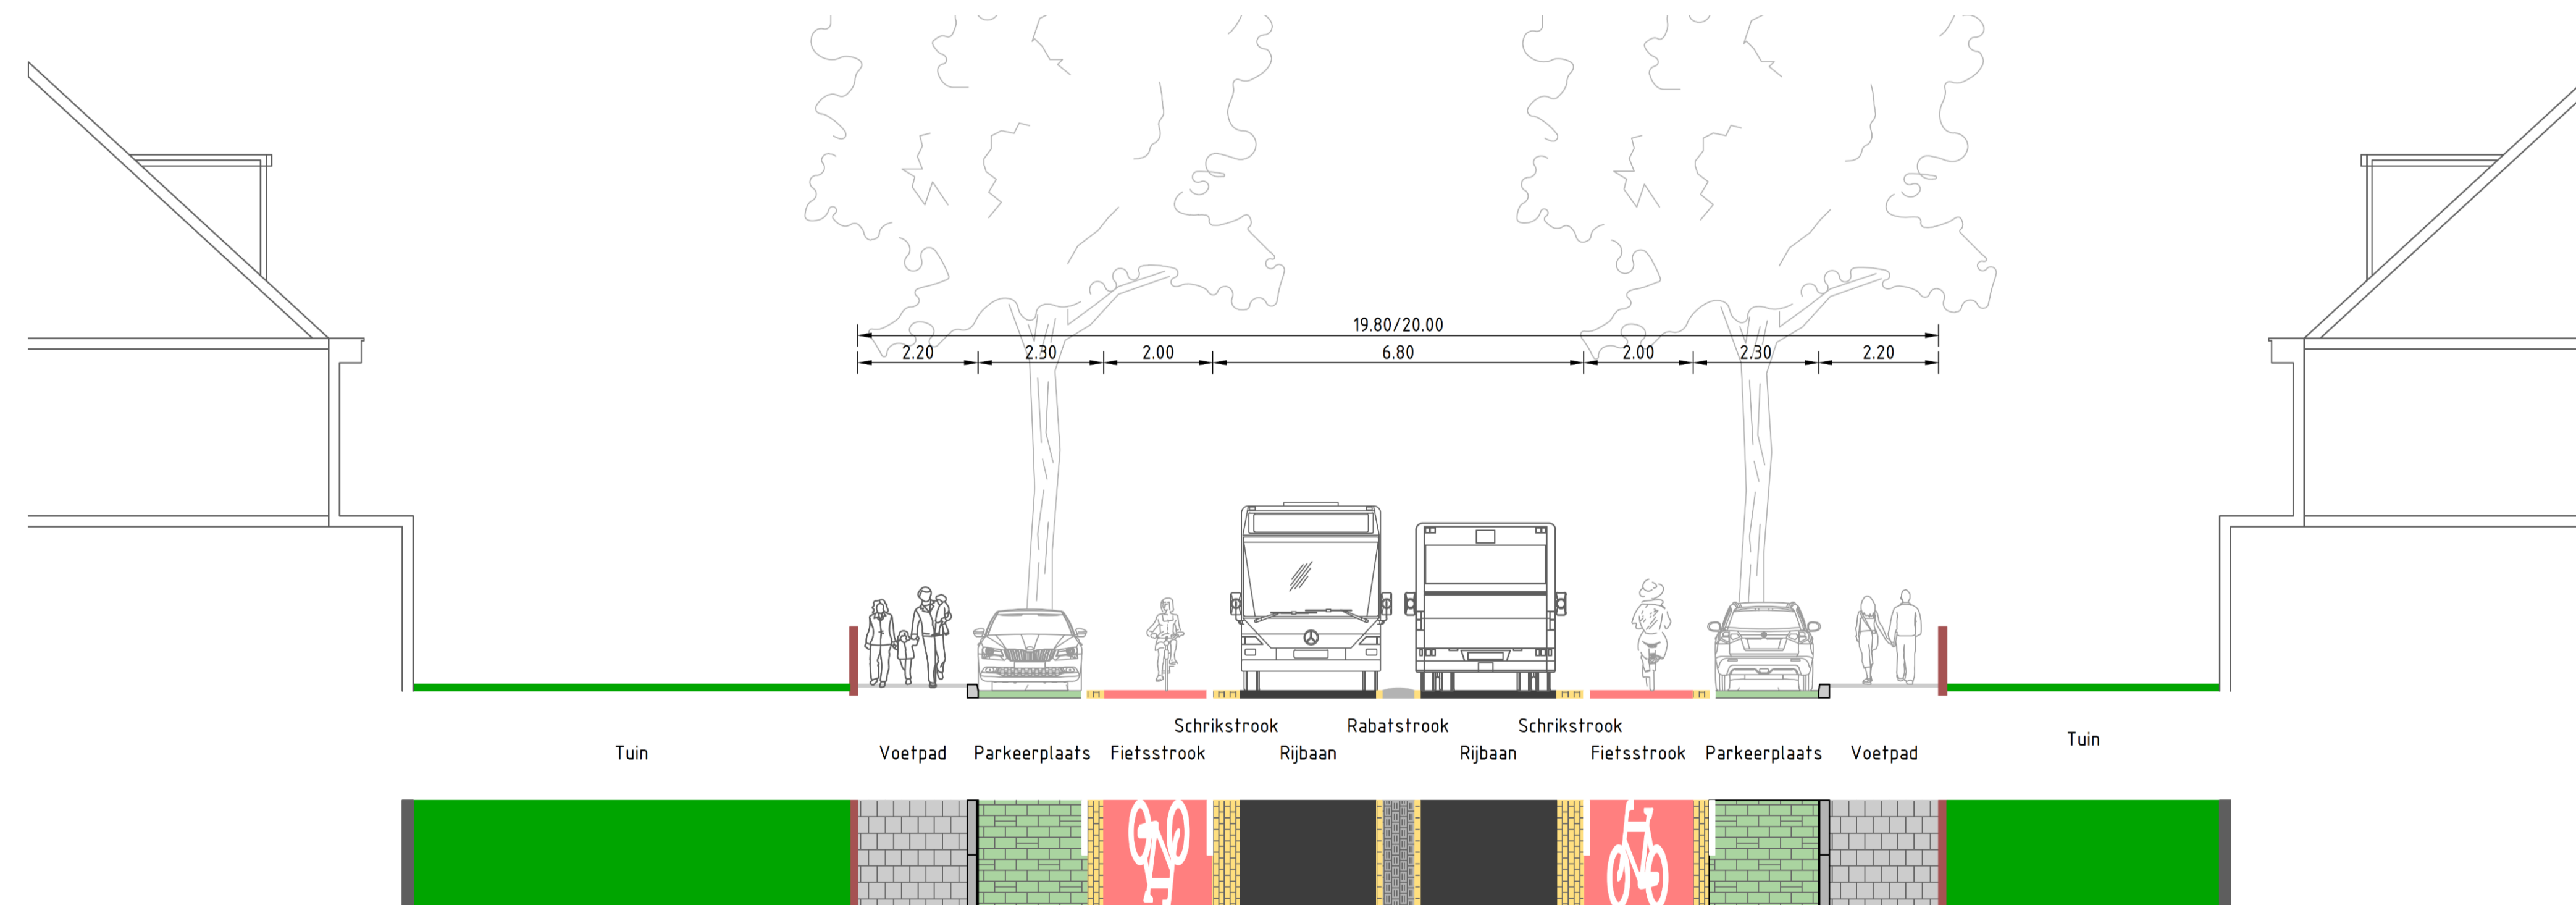 19.80/20.00
2.20 2.30 2.00 6.80 2.00 2.30 2.20
Schrikstrook Rabatstrook Schrikstrook
Tuin Voetpad Parkeerplaats Fietsstrook Rijbaan Rijbaan Fietsstrook Parkeerplaats Voetpad Tuin